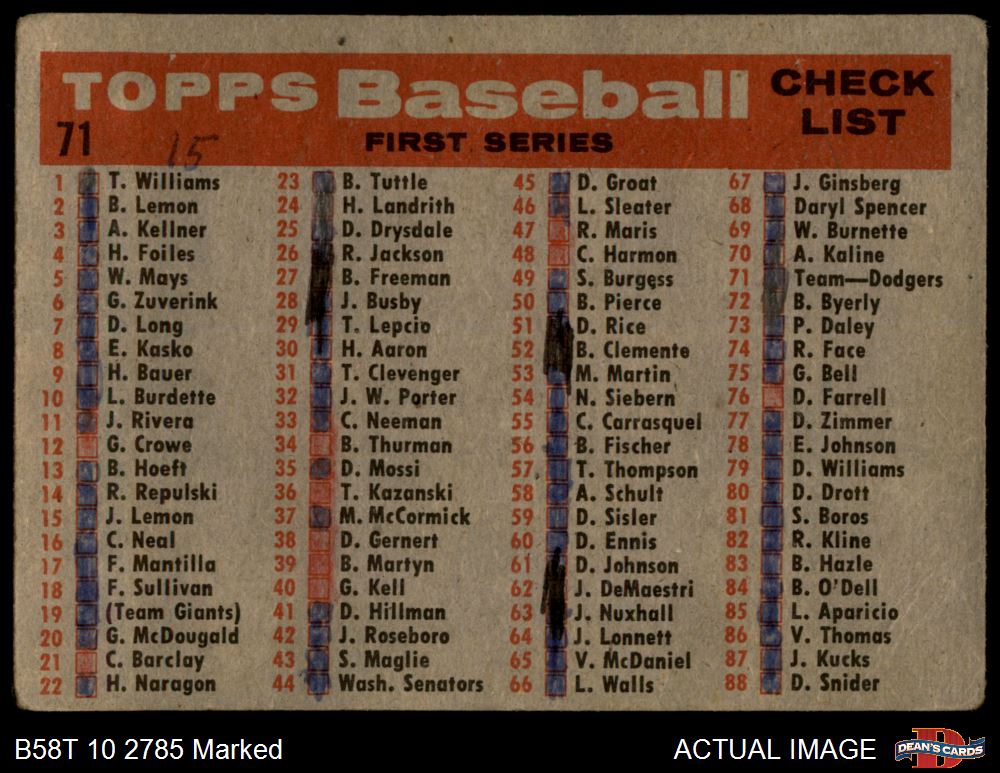 TOPPS Baseball CHECK LIST
71 15 FIRST SERIES
1 T. Williams 23 B. Tuttle 45 D. Groat 67 J. Ginsberg
2 B. Lemon 24 H. Landrith 46 L. Sleater 68 Daryl Spencer
3 A. Kellner 25 D. Drysdale 47 R. Maris 69 W. Burnette
4 H. Foiles 26 R. Jackson 48 C. Harmon 70 A. Kaline
5 W. Mays 27 B. Freeman 49 S. Burgess 71 Team—Dodgers
6 G. Zuverink 28 J. Busby 50 B. Pierce 72 B. Byerly
7 D. Long 29 T. Lepcio 51 D. Rice 73 P. Daley
8 E. Kasko 30 H. Aaron 52 B. Clemente 74 R. Face
9 H. Bauer 31 T. Clevenger 53 M. Martin 75 G. Bell
10 L. Burdette 32 J. W. Porter 54 N. Siebern 76 D. Farrell
11 J. Rivera 33 C. Neeman 55 C. Carrasquel 77 D. Zimmer
12 G. Crowe 34 B. Thurman 56 B. Fischer 78 E. Johnson
13 B. Hoeft 35 D. Mossi 57 T. Thompson 79 D. Williams
14 R. Repulski 36 T. Kazanski 58 A. Schult 80 D. Drott
15 J. Lemon 37 M. McCormick 59 D. Sisler 81 S. Boros
16 C. Neal 38 D. Gernert 60 D. Ennis 82 R. Kline
17 F. Mantilla 39 B. Martyn 61 D. Johnson 83 B. Hazle
18 F. Sullivan 40 G. Kell 62 J. DeMaestri 84 B. O'Dell
19 (Team Giants) 41 D. Hillman 63 J. Nuxhall 85 L. Aparicio
20 G. McDougald 42 J. Roseboro 64 J. Lonnett 86 V. Thomas
21 C. Barclay 43 S. Maglie 65 V. McDaniel 87 J. Kucks
22 H. Naragon 44 Wash. Senators 66 L. Walls 88 D. Snider
B58T 10 2785 Marked ACTUAL IMAGE DEAN'S CARDS